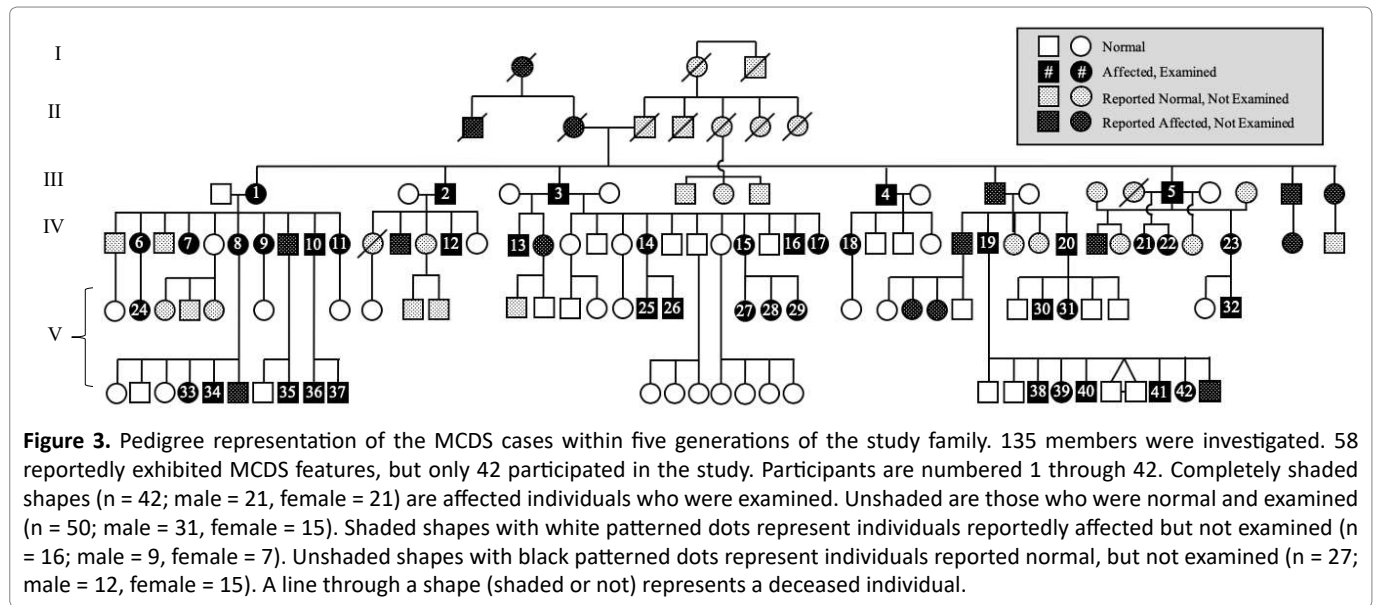 I
II
III
IV
V
Normal
# # Affected, Examined
Reported Normal, Not Examined
Reported Affected, Not Examined
1 2 3 4 5
6 7 8 9 10 11 12 13 14 15 16 17 18 19 20 21 22 23
24 25 26 27 28 29 30 31 32
33 34 35 36 37 38 39 40 41 42
Figure 3. Pedigree representation of the MCDS cases within five generations of the study family. 135 members were investigated. 58
reportedly exhibited MCDS features, but only 42 participated in the study. Participants are numbered 1 through 42. Completely shaded
shapes (n = 42; male = 21, female = 21) are affected individuals who were examined. Unshaded are those who were normal and examined
(n = 50; male = 31, female = 15). Shaded shapes with white patterned dots represent individuals reportedly affected but not examined (n
= 16; male = 9, female = 7). Unshaded shapes with black patterned dots represent individuals reported normal, but not examined (n = 27;
male = 12, female = 15). A line through a shape (shaded or not) represents a deceased individual.